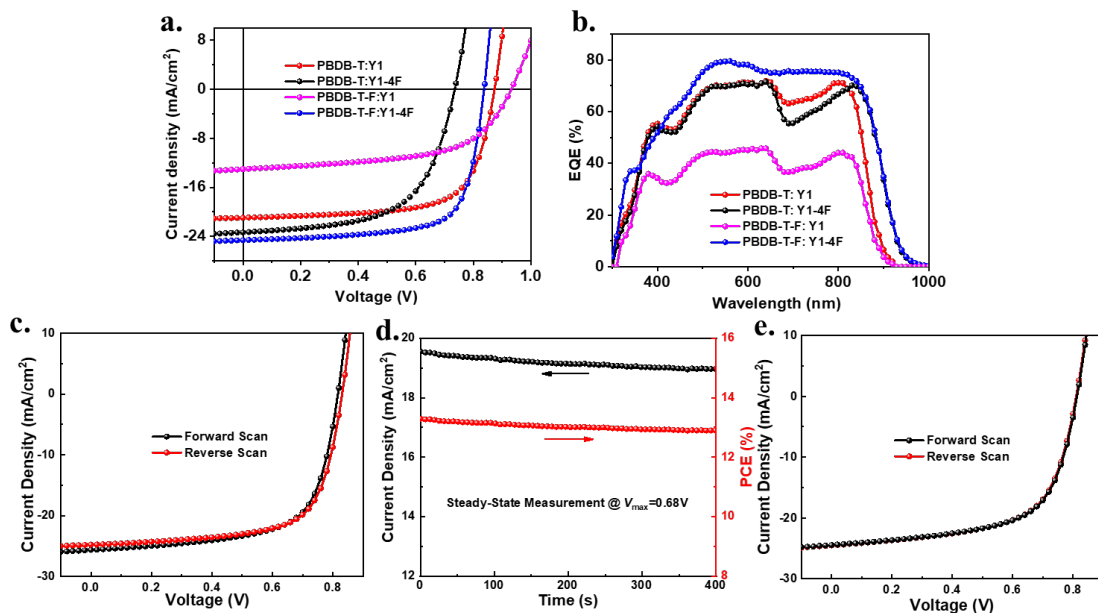 a.
8
0
-8
-16
-24
0.0 0.2 0.4 0.6 0.8 1.0
Current density (mA/cm²)
Voltage (V)
PBDB-T:Y1
PBDB-T:Y1-4F
PBDB-T-F:Y1
PBDB-T-F:Y1-4F
b.
80
60
40
20
0
400 600 800 1000
EQE (%)
Wavelength (nm)
PBDB-T: Y1
PBDB-T: Y1-4F
PBDB-T-F: Y1
PBDB-T-F: Y1-4F
c.
10
0
-10
-20
-30
0.0 0.2 0.4 0.6 0.8
Current Density (mA/cm²)
Voltage (V)
Forward Scan
Reverse Scan
d.
20
18
16
14
12
0 100 200 300 400
16
15
14
13
12
11
10
9
8
Current Density (mA/cm²)
PCE (%)
Time (s)
Steady-State Measurement @ Vmax=0.68V
e.
10
0
-10
-20
-30
0.0 0.2 0.4 0.6 0.8
Current Density (mA/cm²)
Voltage (V)
Forward Scan
Reverse Scan